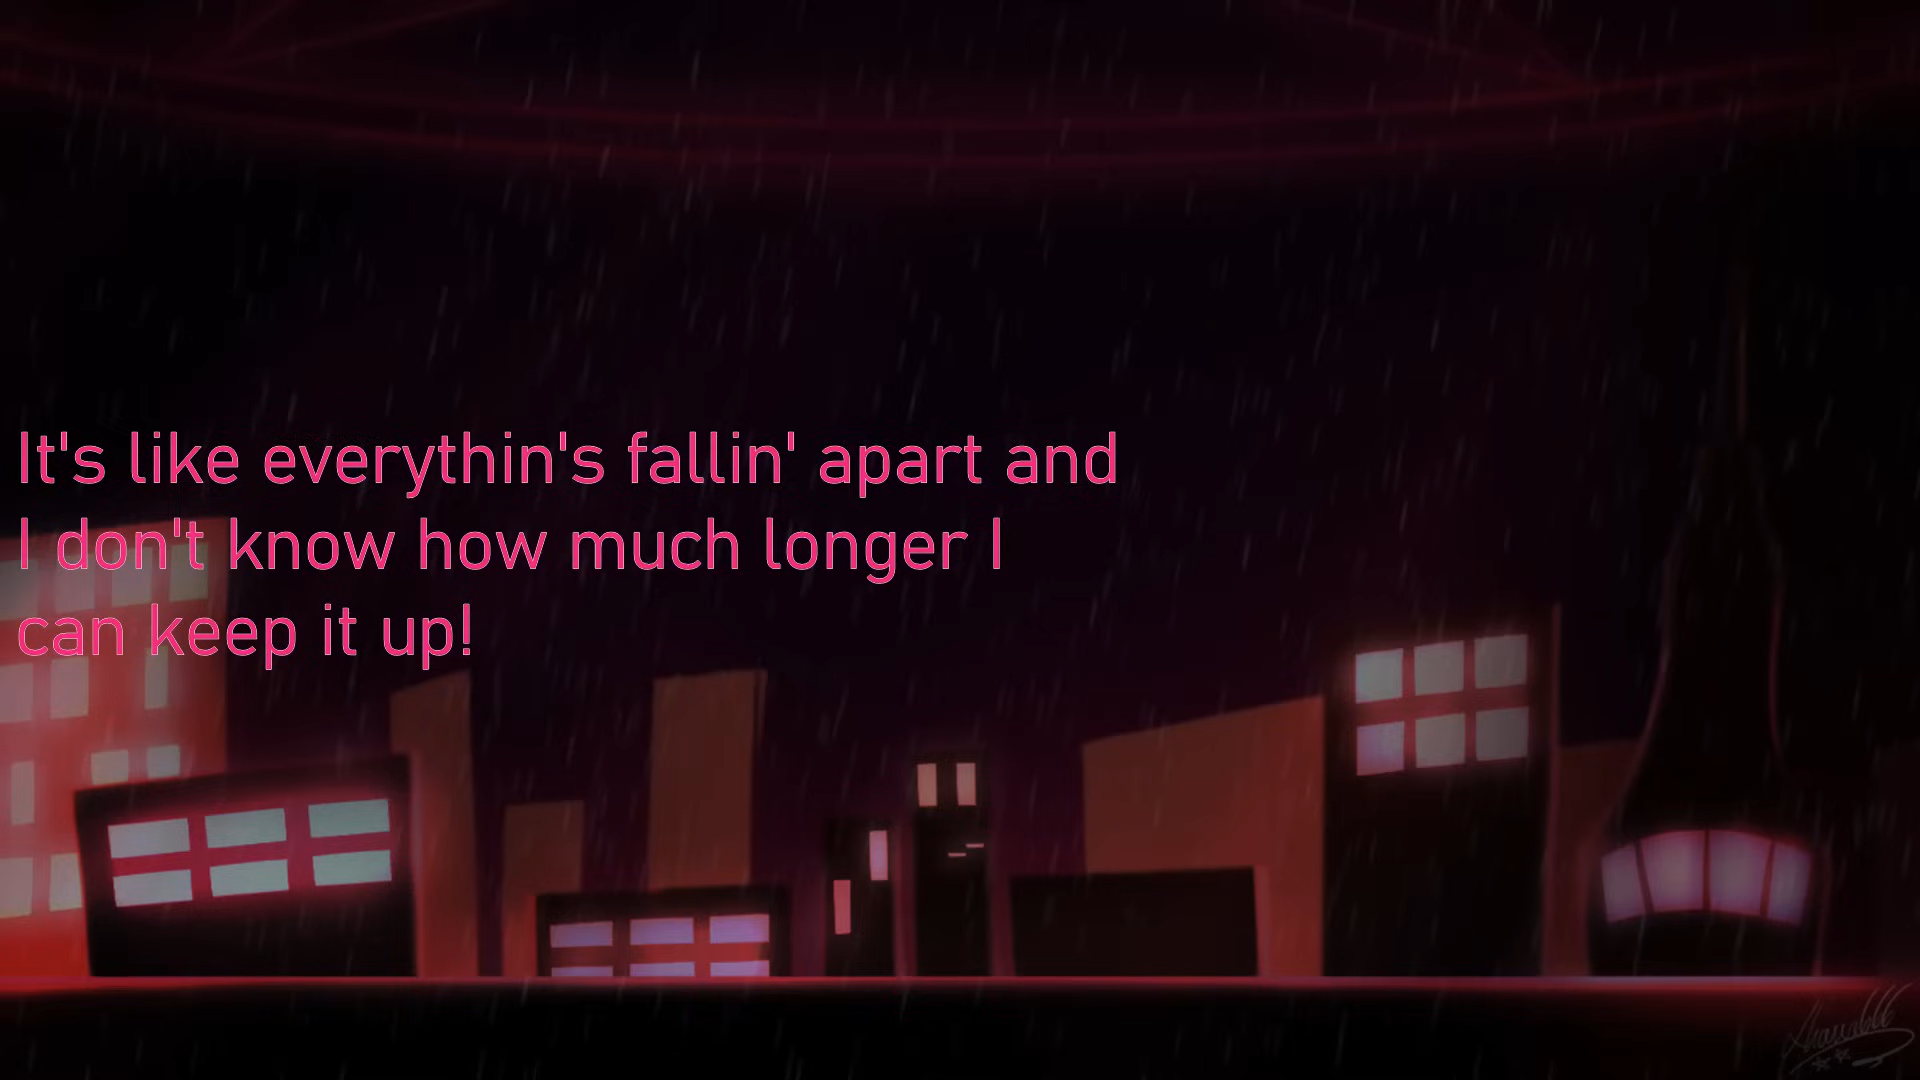 It's like everythin's fallin' apart and
I don't know how much longer I
can keep it up!